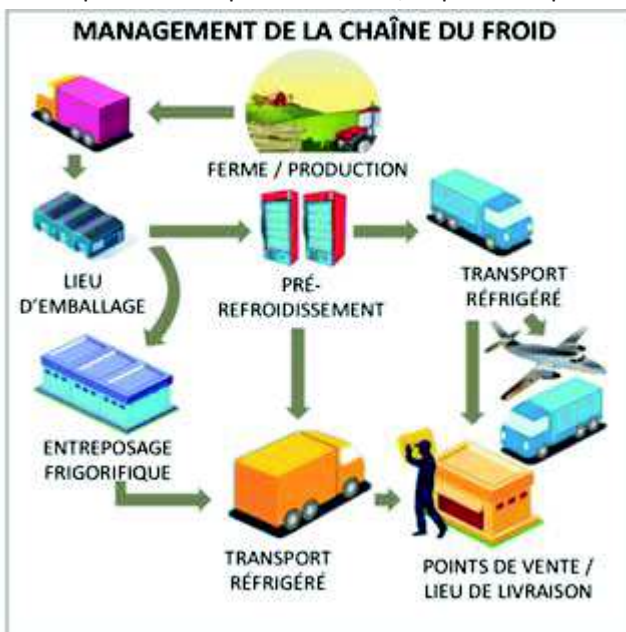 MANAGEMENT DE LA CHAÎNE DU FROID
FERME / PRODUCTION
LIEU
D'EMBALLAGE
PRÉ-
REFROIDISSEMENT
TRANSPORT
RÉFRIGÉRÉ
ENTREPOSAGE
FRIGORIFIQUE
TRANSPORT
RÉFRIGÉRÉ
POINTS DE VENTE /
LIEU DE LIVRAISON